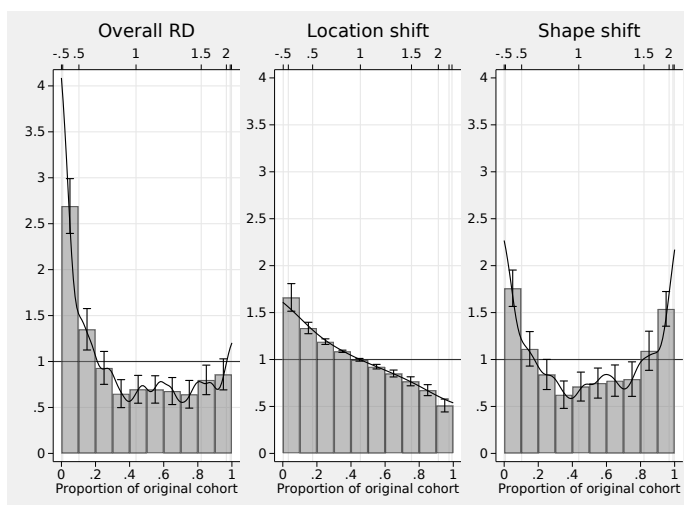 Overall RD
-.5 .5 1 1.5 2
4
3.5
3
2.5
2
1.5
1
.5
0
0 .2 .4 .6 .8 1
Proportion of original cohort
Location shift
-.5 .5 1 1.5 2
4
3.5
3
2.5
2
1.5
1
.5
0
0 .2 .4 .6 .8 1
Proportion of original cohort
Shape shift
-.5 .5 1 1.5 2
4
3.5
3
2.5
2
1.5
1
.5
0
0 .2 .4 .6 .8 1
Proportion of original cohort